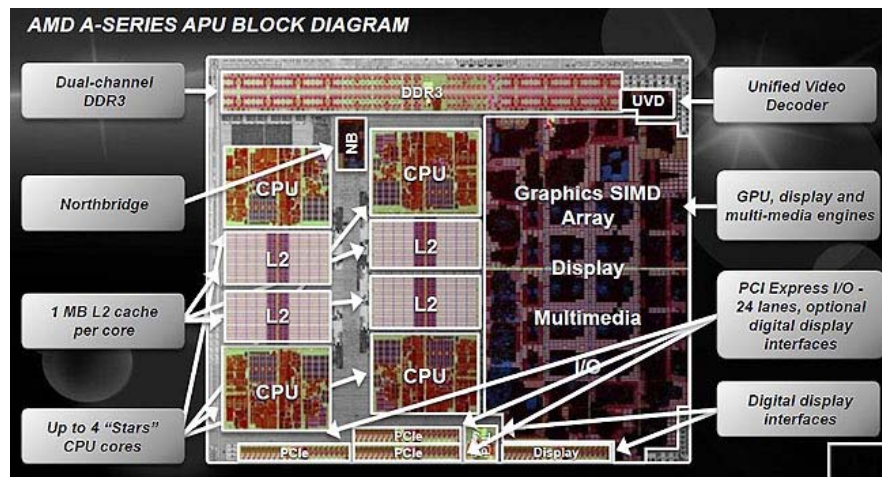 AMD A-SERIES APU BLOCK DIAGRAM
Dual-channel
DDR3
Northbridge
1 MB L2 cache
per core
Up to 4 “Stars”
CPU cores
DDR3
UVD
NB
CPU
CPU
L2
L2
L2
L2
CPU
CPU
Graphics SIMD
Array
Display
Multimedia
I/O
PCIe
PCIe
PCIe
Display
Unified Video
Decoder
GPU, display and
multi-media engines
PCI Express I/O -
24 lanes, optional
digital display
interfaces
Digital display
interfaces